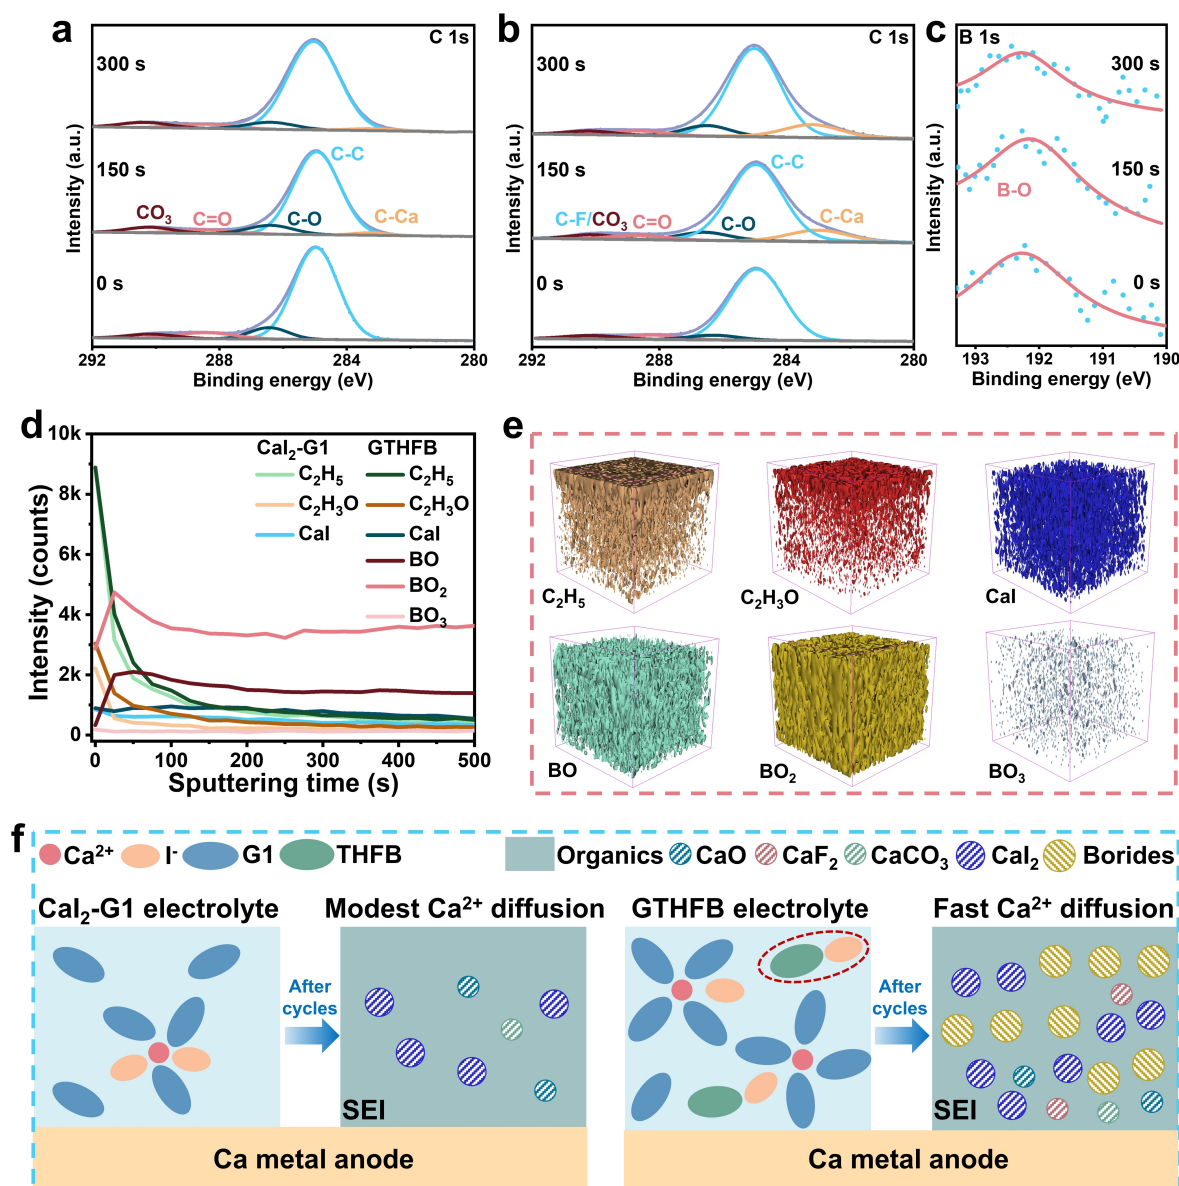 a
C 1s
300 s
150 s
C-C
CO₃
C=O
C-O
C-Ca
0 s
Intensity (a.u.)
292
288
284
280
Binding energy (eV)
b
C 1s
300 s
150 s
C-C
C-F/CO₃
C=O
C-O
C-Ca
0 s
Intensity (a.u.)
292
288
284
280
Binding energy (eV)
c
B 1s
300 s
150 s
B-O
0 s
Intensity (a.u.)
193
192
191
190
Binding energy (eV)
d
10k
8k
6k
4k
2k
0
Intensity (counts)
CaI₂-G1
GTHFB
C₂H₅
C₂H₅
C₂H₃O
C₂H₃O
CaI
CaI
BO
BO₂
BO₃
0
100
200
300
400
500
Sputtering time (s)
e
C₂H₅
C₂H₃O
CaI
BO
BO₂
BO₃
f
Ca²⁺
I⁻
G1
THFB
Organics
CaO
CaF₂
CaCO₃
CaI₂
Borides
CaI₂-G1 electrolyte
Modest Ca²⁺ diffusion
GTHFB electrolyte
Fast Ca²⁺ diffusion
After
cycles
After
cycles
SEI
SEI
Ca metal anode
Ca metal anode